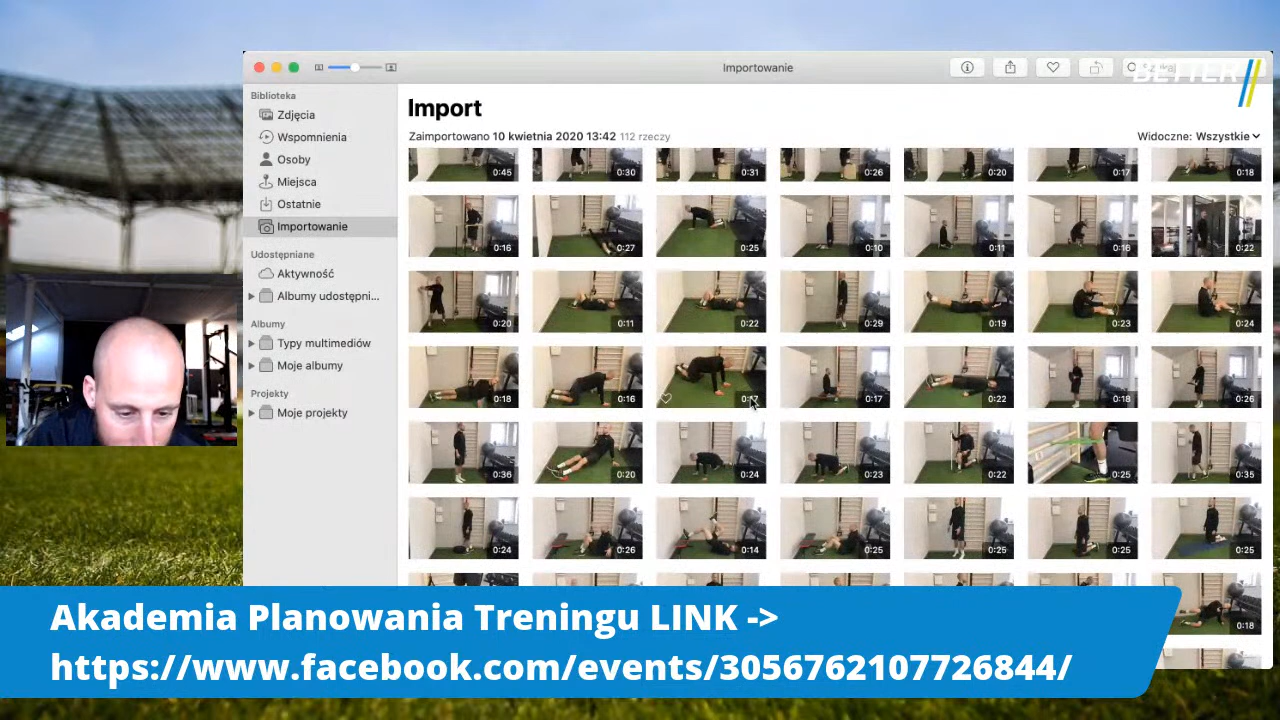 Importowanie
BETTER
Biblioteka
Zdjęcia
Wspomnienia
Osoby
Miejsca
Ostatnie
Importowanie
Udostępniane
Aktywność
Albumy udostępni...
Albumy
Typy multimediów
Moje albumy
Projekty
Moje projekty
Import
Zaimportowano 10 kwietnia 2020 13:42 112 rzeczy
Widoczne: Wszystkie
0:45 0:30 0:31 0:26 0:20 0:17 0:18
0:16 0:27 0:25 0:10 0:11 0:16 0:22
0:20 0:11 0:22 0:29 0:19 0:23 0:24
0:18 0:16 0:17 0:17 0:22 0:18 0:26
0:36 0:20 0:24 0:23 0:22 0:25 0:35
0:24 0:26 0:14 0:25 0:25 0:25 0:25
0:18
Akademia Planowania Treningu LINK ->
https://www.facebook.com/events/3056762107726844/